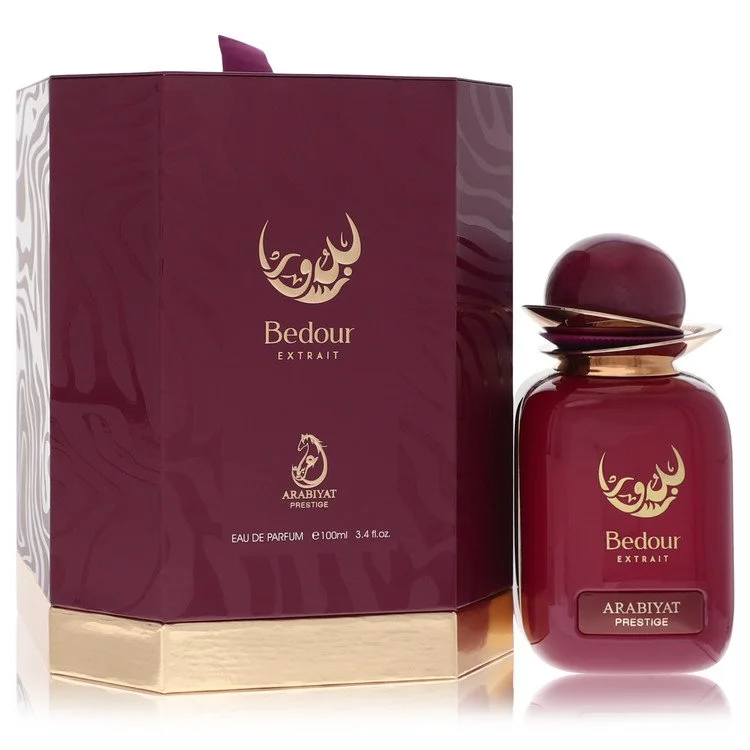 بدور
Bedour
EXTRAIT
ARABIYAT
PRESTIGE
EAU DE PARFUM ℮100ml 3.4 fl.oz.
بدور
Bedour
EXTRAIT
ARABIYAT
PRESTIGE